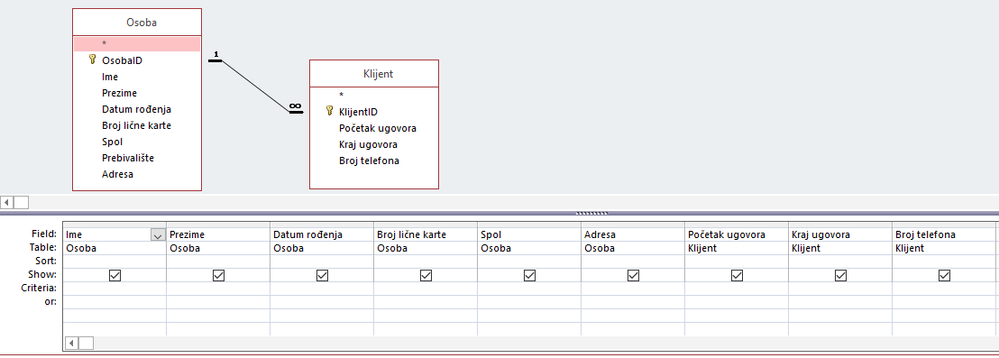 Osoba
*
OsobaID
Ime
Prezime
Datum rođenja
Broj lične karte
Spol
Prebivalište
Adresa
1
∞
Klijent
*
KlijentID
Početak ugovora
Kraj ugovora
Broj telefona
Field: Ime Prezime Datum rođenja Broj lične karte Spol Adresa Početak ugovora Kraj ugovora Broj telefona
Table: Osoba Osoba Osoba Osoba Osoba Osoba Klijent Klijent Klijent
Sort:
Show:
Criteria:
or: